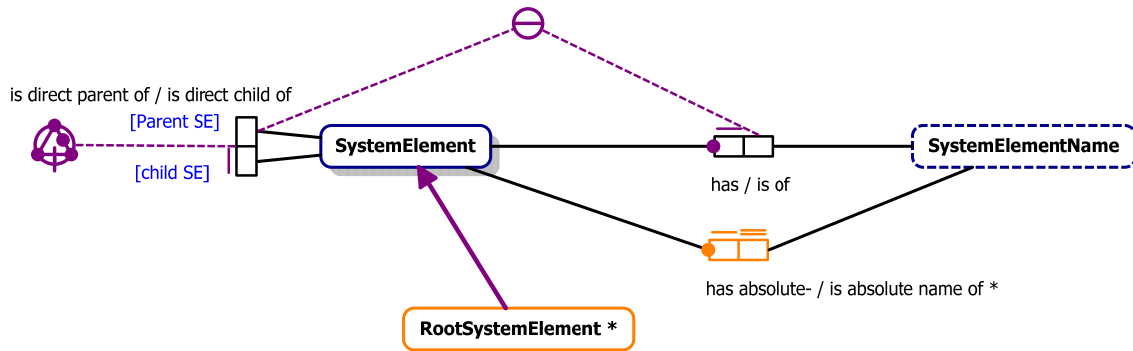 is direct parent of / is direct child of
[Parent SE]
SystemElement
SystemElementName
[child SE]
has / is of
has absolute- / is absolute name of *
RootSystemElement *